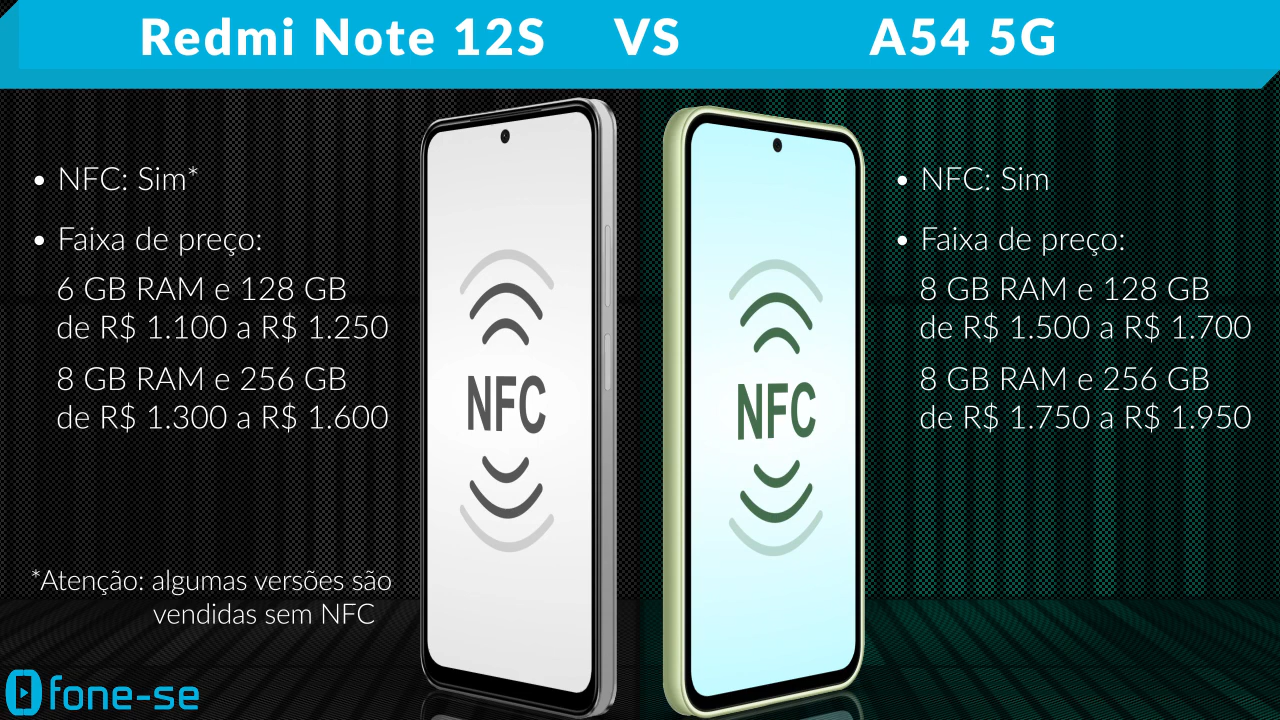 Redmi Note 12S VS A54 5G
• NFC: Sim*
• Faixa de preço:
6 GB RAM e 128 GB
de R$ 1.100 a R$ 1.250
8 GB RAM e 256 GB
de R$ 1.300 a R$ 1.600
*Atenção: algumas versões são
vendidas sem NFC
NFC
NFC
• NFC: Sim
• Faixa de preço:
8 GB RAM e 128 GB
de R$ 1.500 a R$ 1.700
8 GB RAM e 256 GB
de R$ 1.750 a R$ 1.950
fone-se